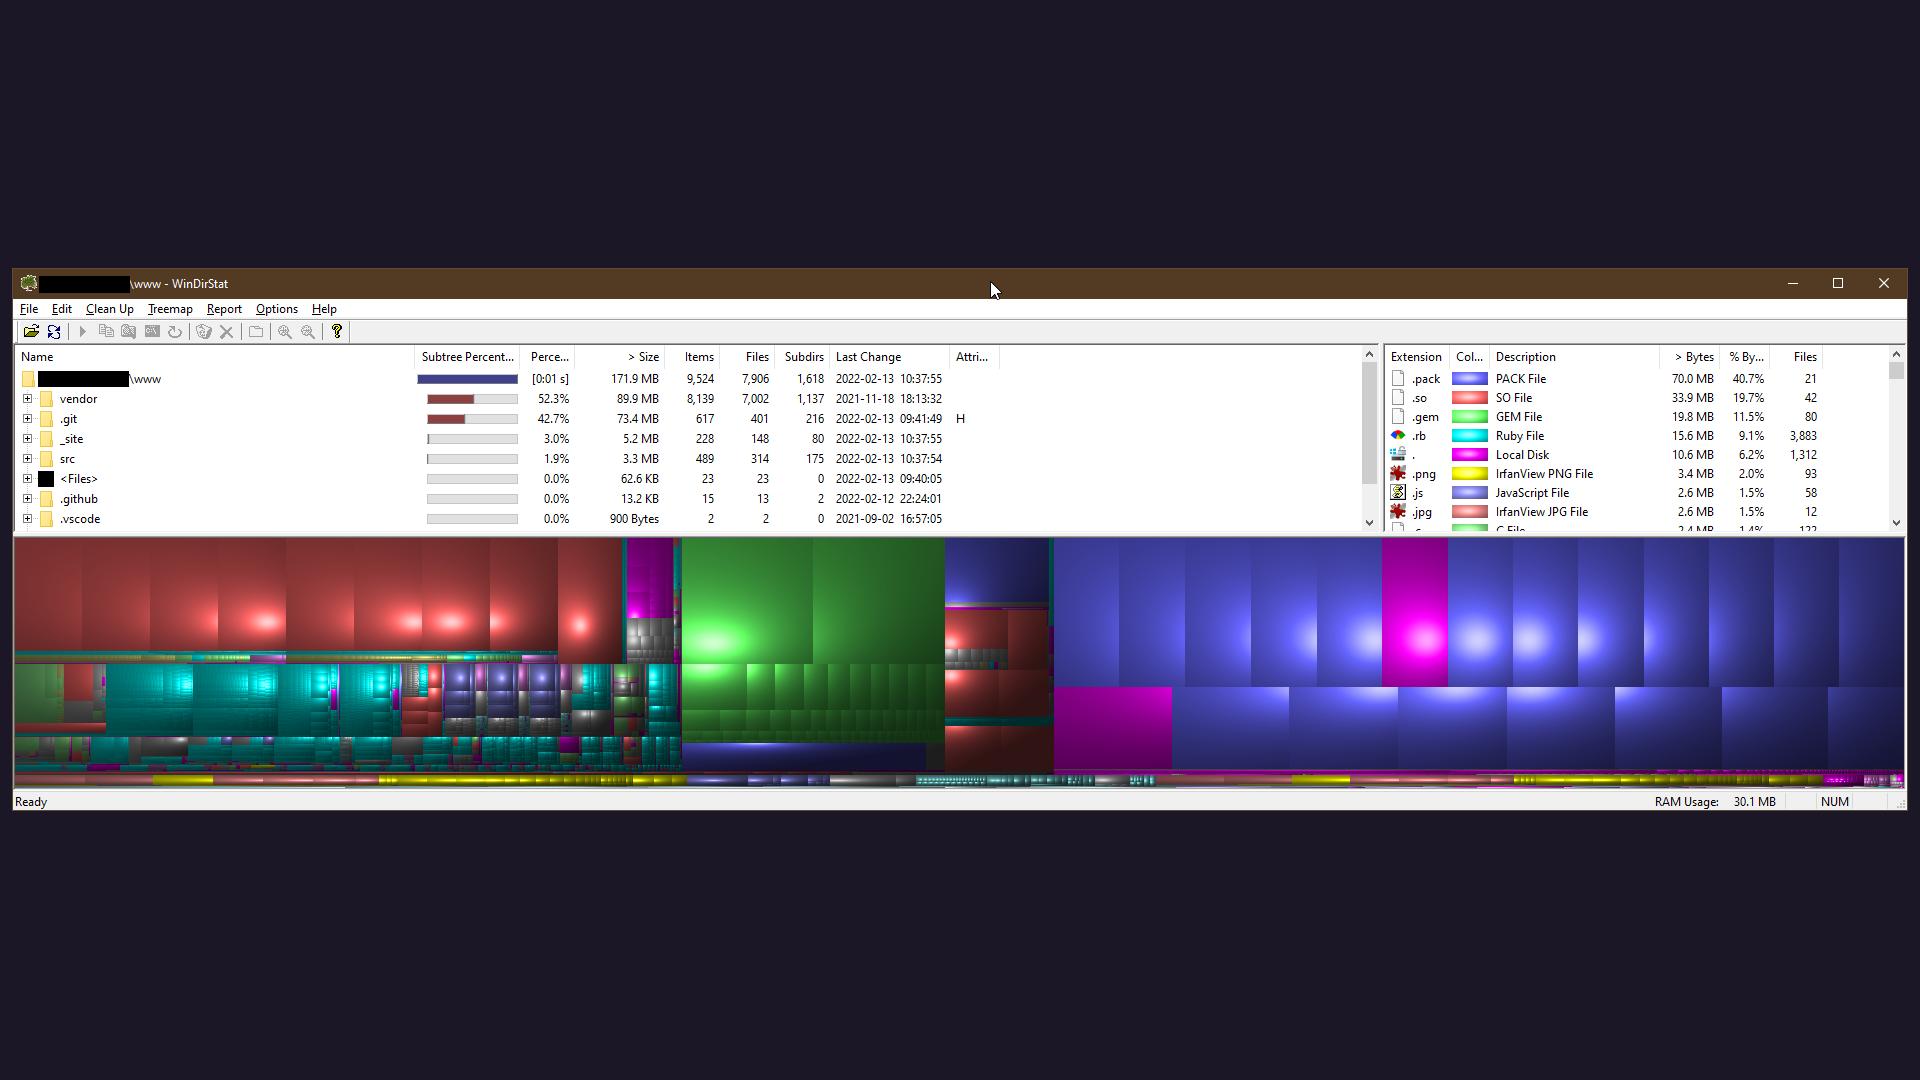 \www - WinDirStat
File Edit Clean Up Treemap Report Options Help
Name Subtree Percent... Perce... > Size Items Files Subdirs Last Change Attri...
\www [0:01 s] 171.9 MB 9,524 7,906 1,618 2022-02-13 10:37:55
vendor 52.3% 89.9 MB 8,139 7,002 1,137 2021-11-18 18:13:32
.git 42.7% 73.4 MB 617 401 216 2022-02-13 09:41:49 H
_site 3.0% 5.2 MB 228 148 80 2022-02-13 10:37:55
src 1.9% 3.3 MB 489 314 175 2022-02-13 10:37:54
<Files> 0.0% 62.6 KB 23 23 0 2022-02-13 09:40:05
.github 0.0% 13.2 KB 15 13 2 2022-02-12 22:24:01
.vscode 0.0% 900 Bytes 2 2 0 2021-09-02 16:57:05
Extension Col... Description > Bytes % By... Files
.pack PACK File 70.0 MB 40.7% 21
.so SO File 33.9 MB 19.7% 42
.gem GEM File 19.8 MB 11.5% 80
.rb Ruby File 15.6 MB 9.1% 3,883
. Local Disk 10.6 MB 6.2% 1,312
.png IrfanView PNG File 3.4 MB 2.0% 93
.js JavaScript File 2.6 MB 1.5% 58
.jpg IrfanView JPG File 2.6 MB 1.5% 12
.c C File 2.4 MB 1.4% 122
Ready RAM Usage: 30.1 MB NUM